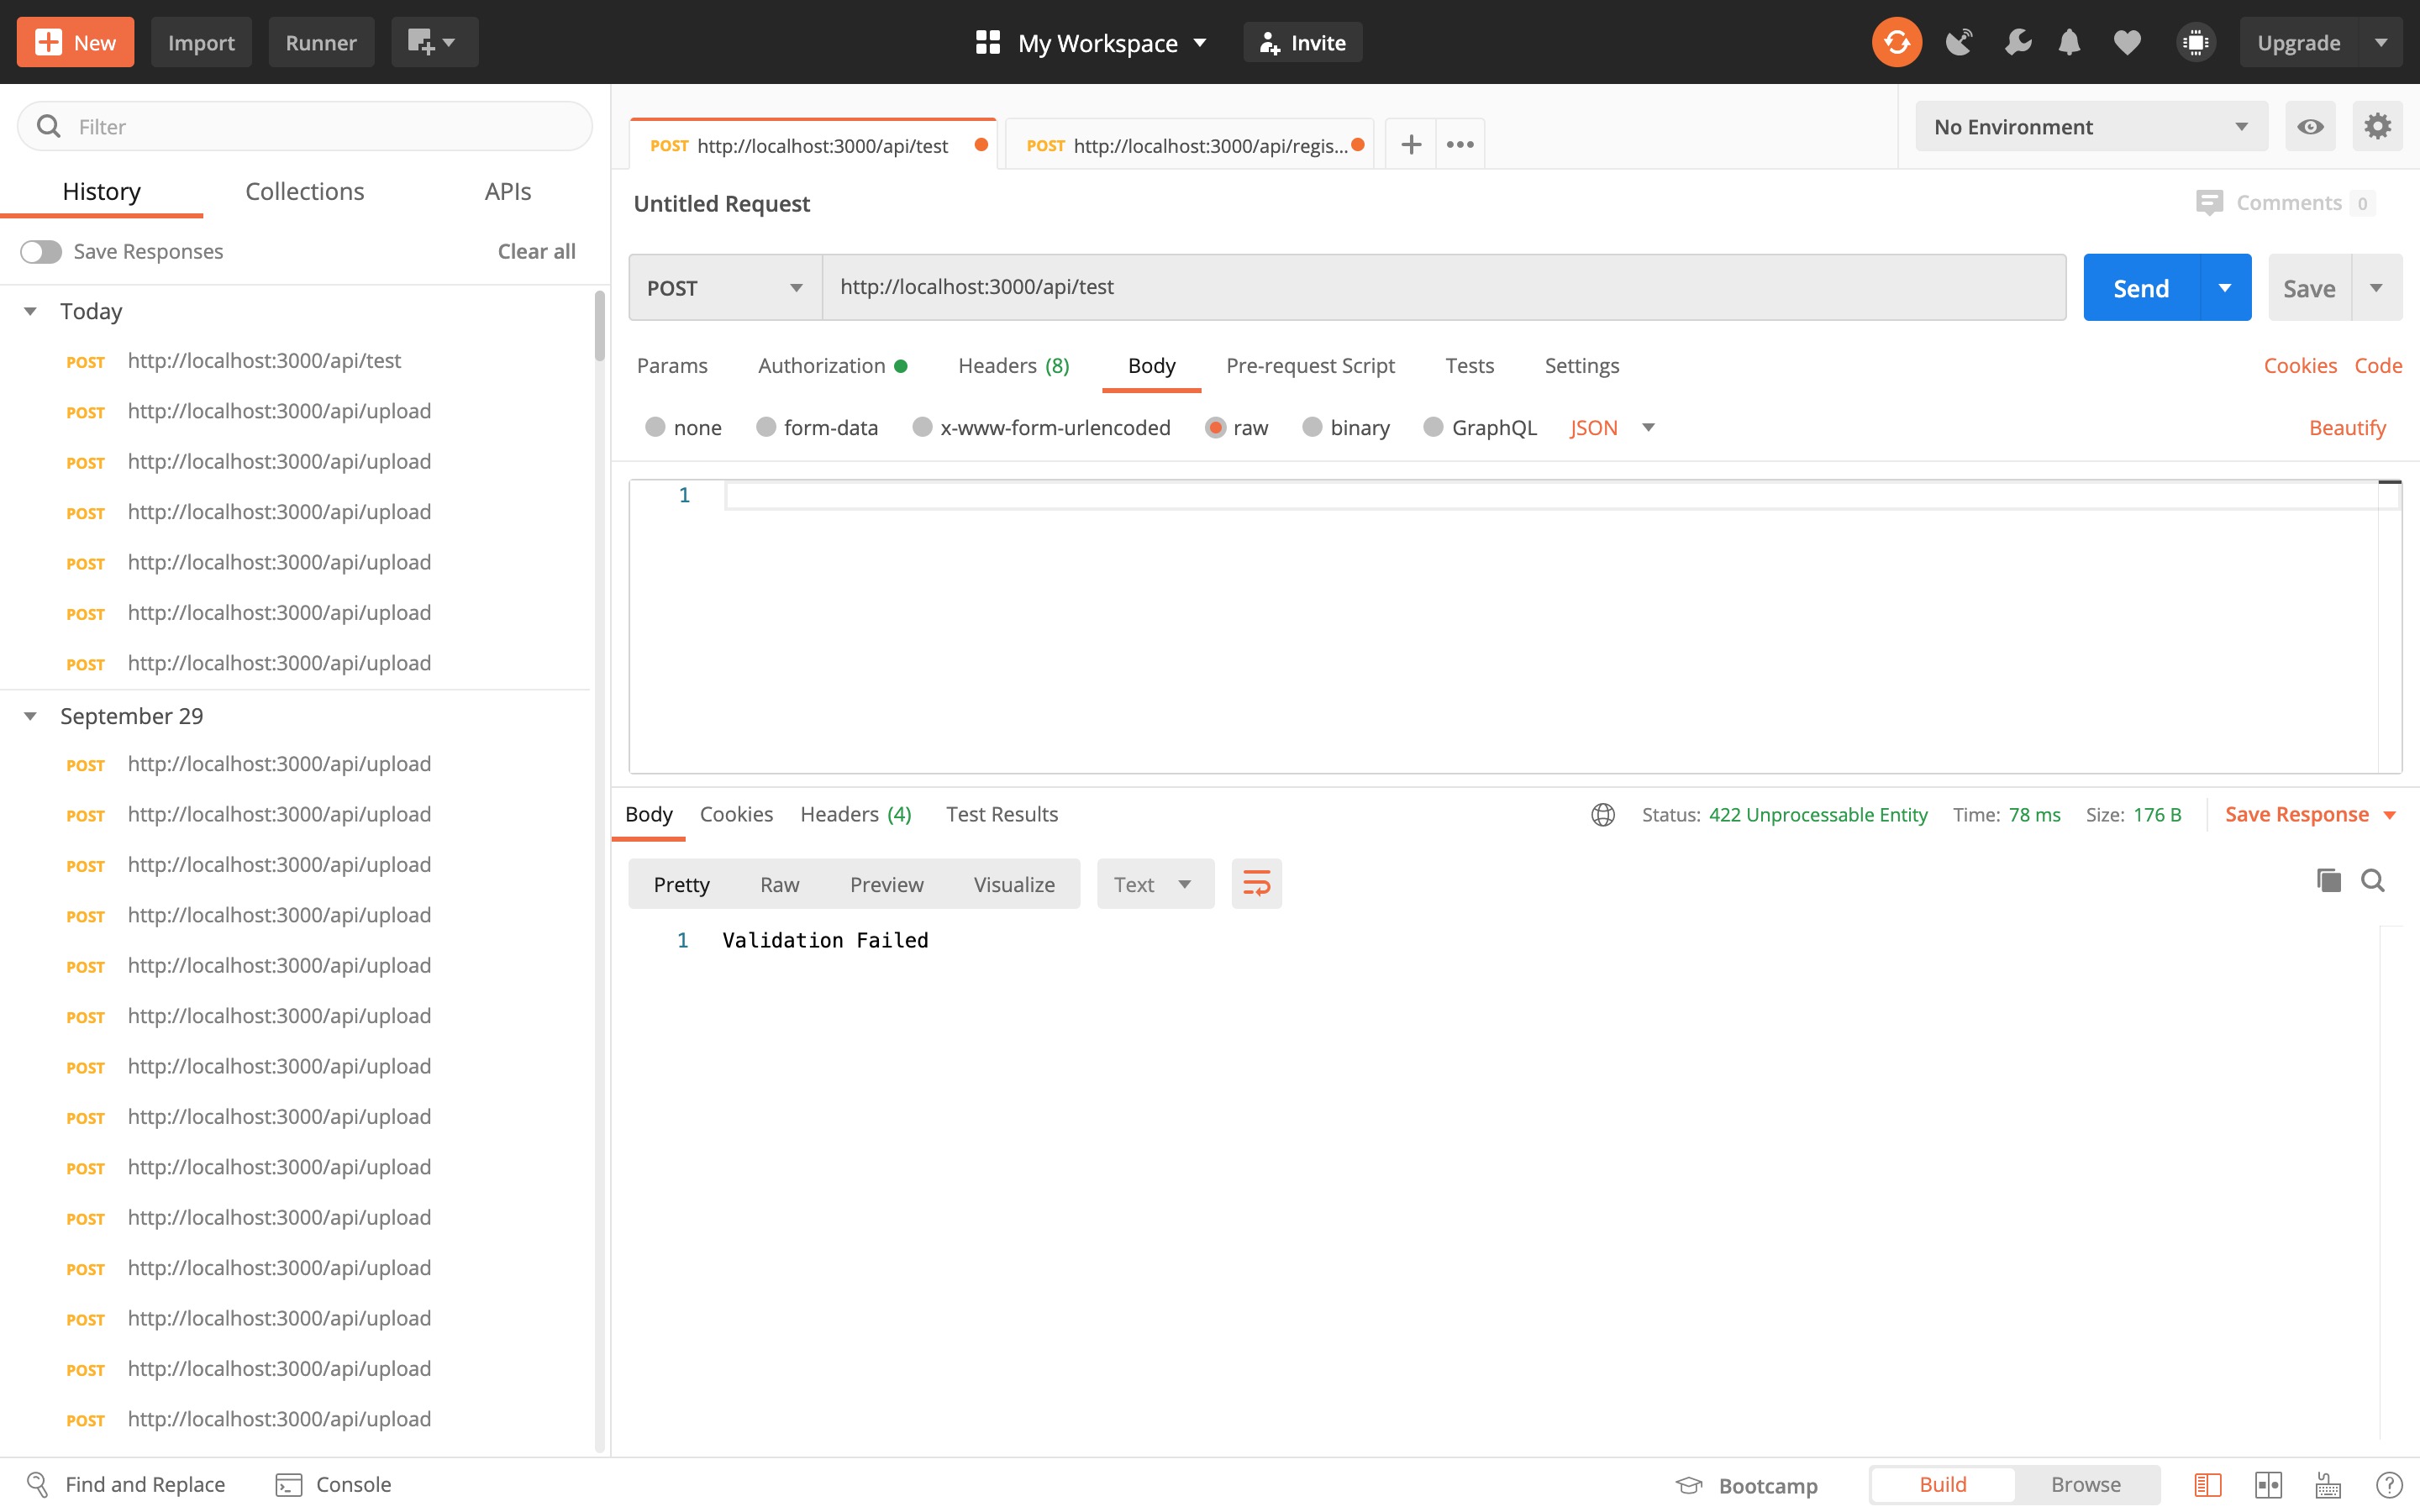 New Import Runner My Workspace Invite Upgrade
Filter
History Collections APIs
Save Responses Clear all
Today
POST http://localhost:3000/api/test
POST http://localhost:3000/api/upload
POST http://localhost:3000/api/upload
POST http://localhost:3000/api/upload
POST http://localhost:3000/api/upload
POST http://localhost:3000/api/upload
POST http://localhost:3000/api/upload
September 29
POST http://localhost:3000/api/upload
POST http://localhost:3000/api/upload
POST http://localhost:3000/api/upload
POST http://localhost:3000/api/upload
POST http://localhost:3000/api/upload
POST http://localhost:3000/api/upload
POST http://localhost:3000/api/upload
POST http://localhost:3000/api/upload
POST http://localhost:3000/api/upload
POST http://localhost:3000/api/upload
POST http://localhost:3000/api/upload
POST http://localhost:3000/api/upload
POST http://localhost:3000/api/upload
POST http://localhost:3000/api/upload
POST http://localhost:3000/api/test POST http://localhost:3000/api/regis... No Environment
Untitled Request Comments 0
POST http://localhost:3000/api/test Send Save
Params Authorization Headers (8) Body Pre-request Script Tests Settings Cookies Code
none form-data x-www-form-urlencoded raw binary GraphQL JSON Beautify
1
Body Cookies Headers (4) Test Results Status: 422 Unprocessable Entity Time: 78 ms Size: 176 B Save Response
Pretty Raw Preview Visualize Text
1 Validation Failed
Find and Replace Console Bootcamp Build Browse